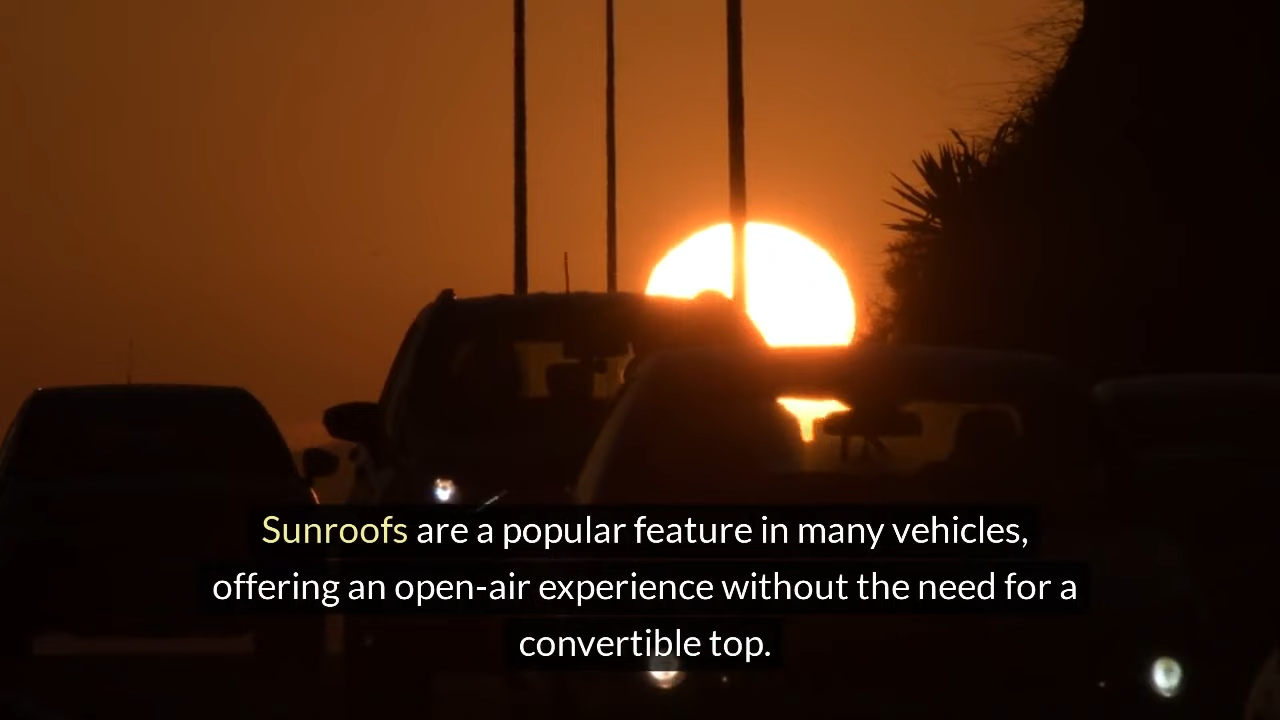 Sunroofs are a popular feature in many vehicles,
offering an open-air experience without the need for a
convertible top.